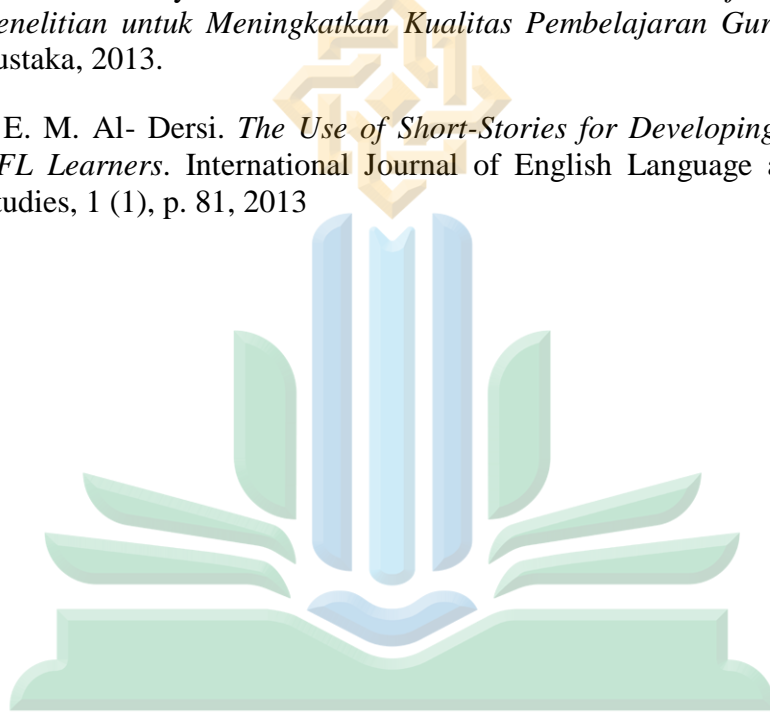 enelitian untuk Meningkatkan Kualitas Pembelajaran Gur
ustaka, 2013.
E. M. Al- Dersi. The Use of Short-Stories for Developing
FL Learners. International Journal of English Language a
tudies, 1 (1), p. 81, 2013